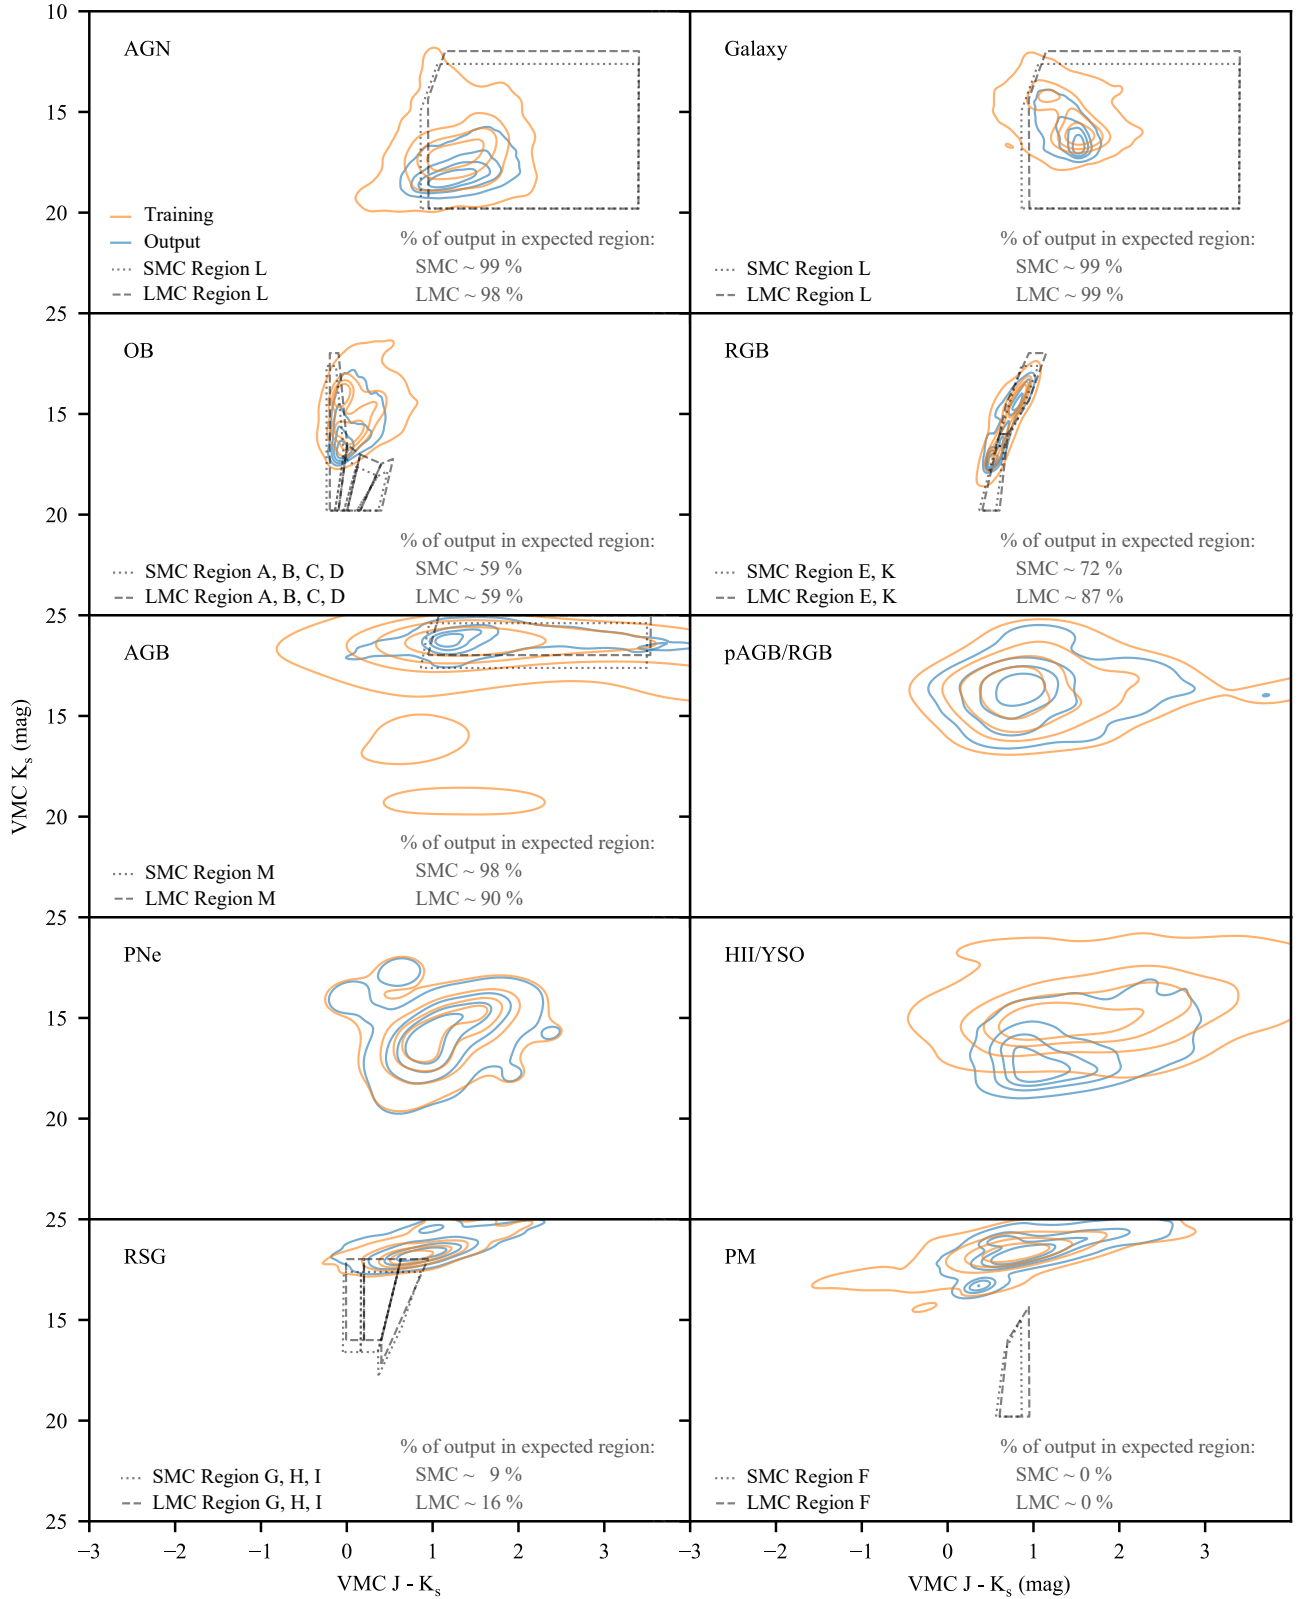 10
AGN
Galaxy
15
20
Training
Output
% of output in expected region:
% of output in expected region:
SMC Region L
SMC ~ 99 %
SMC Region L
SMC ~ 99 %
LMC Region L
LMC ~ 98 %
LMC Region L
LMC ~ 99 %
25
OB
RGB
15
20
% of output in expected region:
% of output in expected region:
SMC Region A, B, C, D
SMC ~ 59 %
SMC Region E, K
SMC ~ 72 %
LMC Region A, B, C, D
LMC ~ 59 %
LMC Region E, K
LMC ~ 87 %
25
AGB
pAGB/RGB
15
VMC Ks (mag)
20
% of output in expected region:
SMC Region M
SMC ~ 98 %
LMC Region M
LMC ~ 90 %
25
PNe
HII/YSO
15
20
25
RSG
PM
15
20
% of output in expected region:
% of output in expected region:
SMC Region G, H, I
SMC ~ 9 %
SMC Region F
SMC ~ 0 %
LMC Region G, H, I
LMC ~ 16 %
LMC Region F
LMC ~ 0 %
25
−3 −2 −1 0 1 2 −3 −2 −1 0 1 2 3
VMC J - Ks
VMC J - Ks (mag)